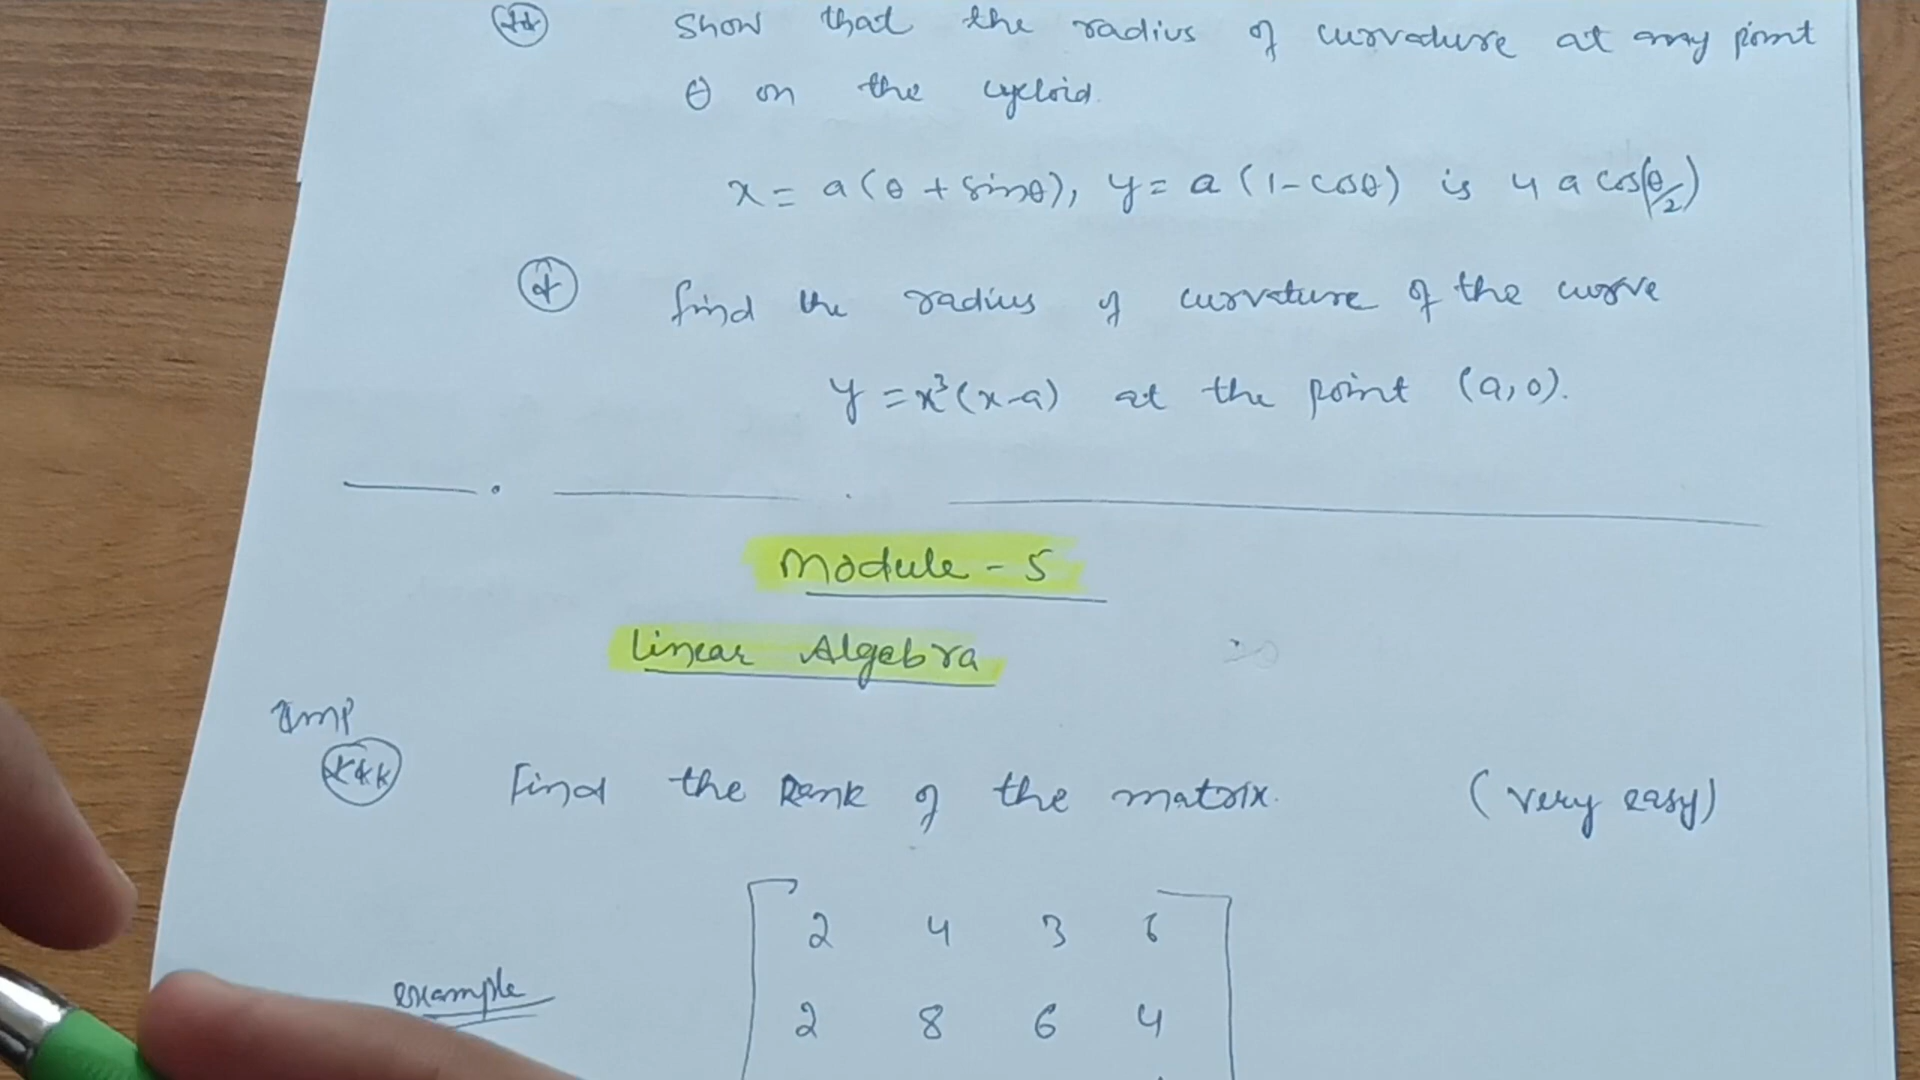 Show that the radius of curvature at any point
θ on the cycloid.
x = a(θ + sinθ), y = a(1-cosθ) is 4 a cos(θ/2)
find the radius of curvature of the curve
y = x³(x-a) at the point (a,0).
Module - 5
Linear Algebra
Imp
Find the Rank of the matrix. (very easy)
2 4 3 6
example
2 8 6 4